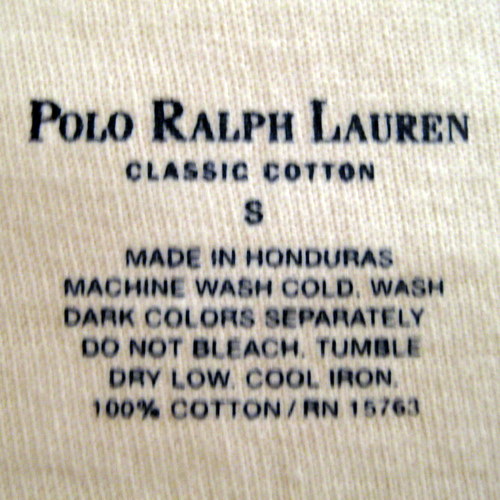 POLO RALPH LAUREN
CLASSIC COTTON
S
MADE IN HONDURAS
MACHINE WASH COLD. WASH
DARK COLORS SEPARATELY
DO NOT BLEACH. TUMBLE
DRY LOW. COOL IRON.
100% COTTON / RN 15763